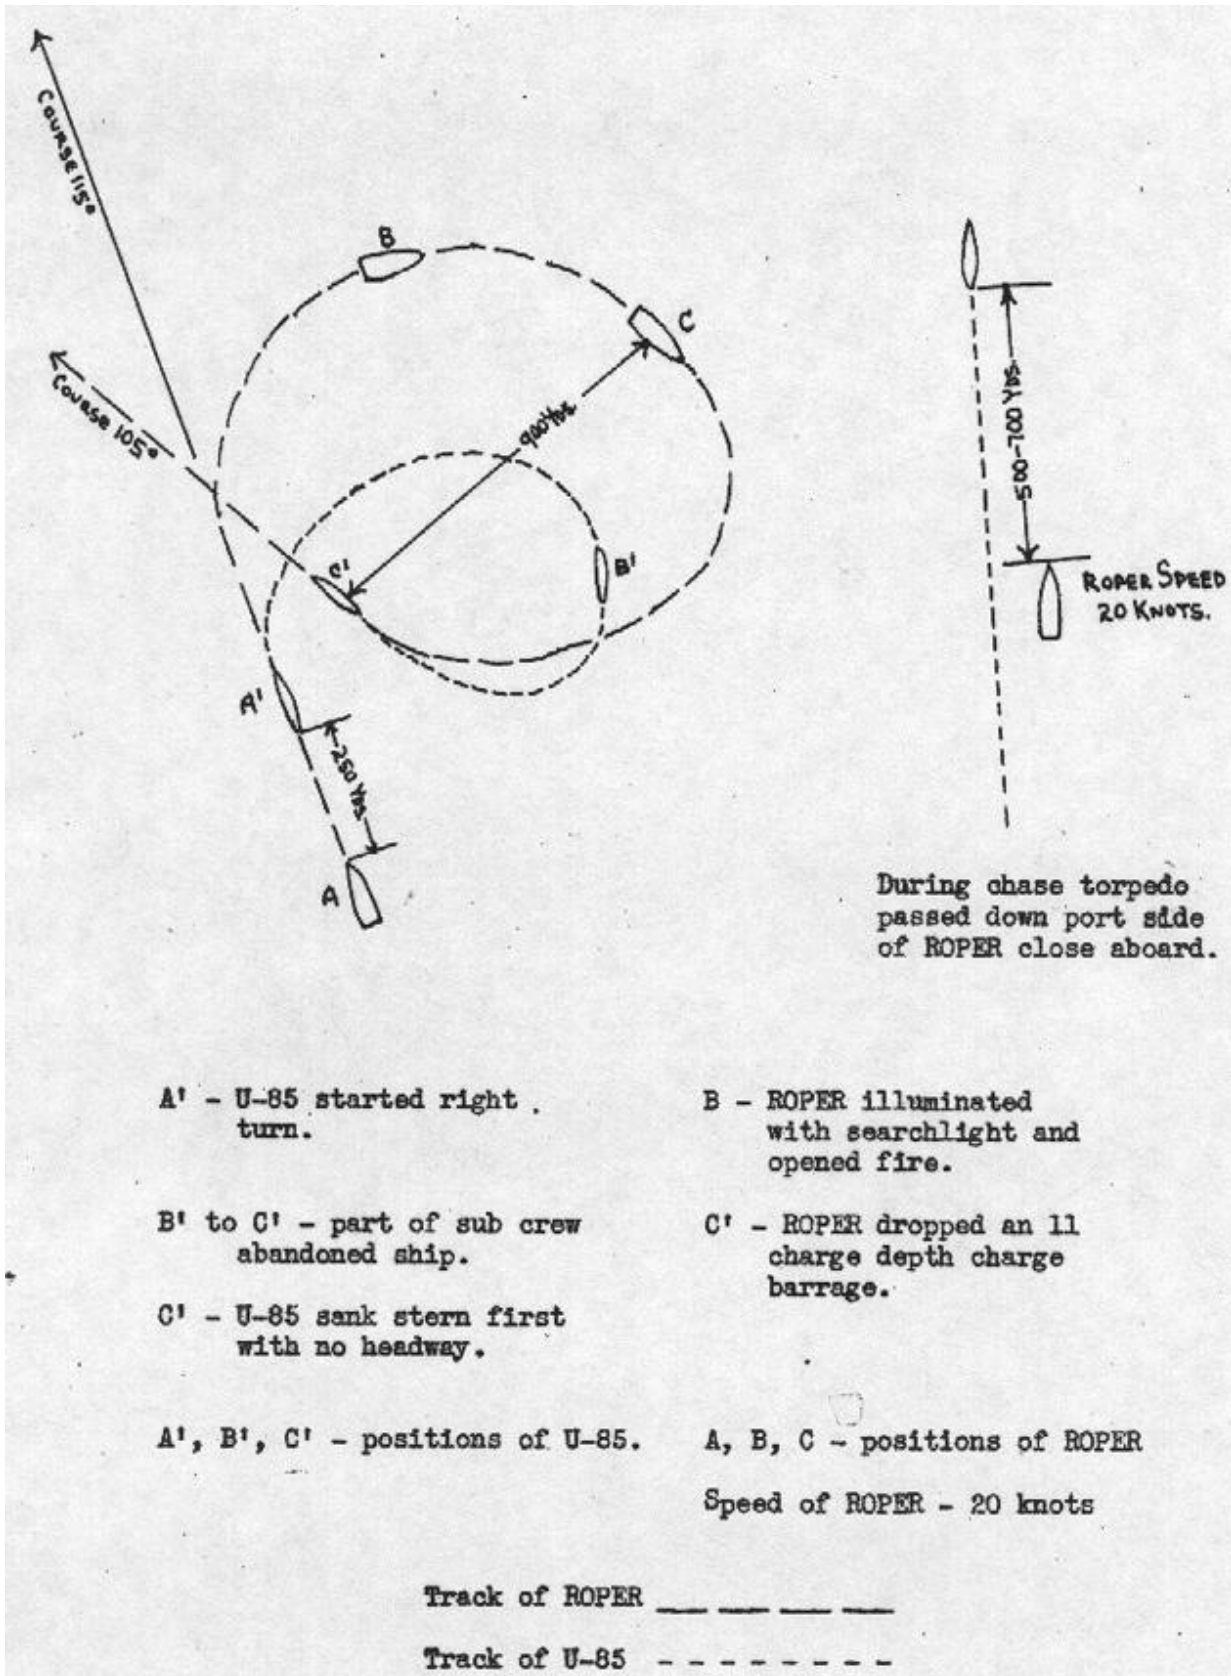 Course 115°
B
C
Course 105°
900 Yds.
C'
B'
A'
250 Yds.
A
500-700 YDS.
ROPER SPEED
20 KNOTS.
During chase torpedo
passed down port side
of ROPER close aboard.
A' - U-85 started right
turn.
B' to C' - part of sub crew
abandoned ship.
C' - U-85 sank stern first
with no headway.
A', B', C' - positions of U-85.
B - ROPER illuminated
with searchlight and
opened fire.
C' - ROPER dropped an 11
charge depth charge
barrage.
A, B, C - positions of ROPER
Speed of ROPER - 20 knots
Track of ROPER
Track of U-85